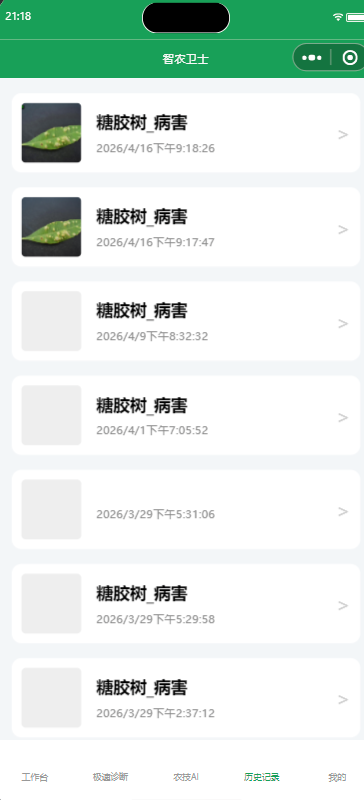 21:18
智农卫士
糖胶树_病害
2026/4/16下午9:18:26
>
糖胶树_病害
2026/4/16下午9:17:47
>
糖胶树_病害
2026/4/9下午8:32:32
>
糖胶树_病害
2026/4/1下午7:05:52
>
2026/3/29下午5:31:06
>
糖胶树_病害
2026/3/29下午5:29:58
>
糖胶树_病害
2026/3/29下午2:37:12
>
工作台 极速诊断 农技AI 历史记录 我的